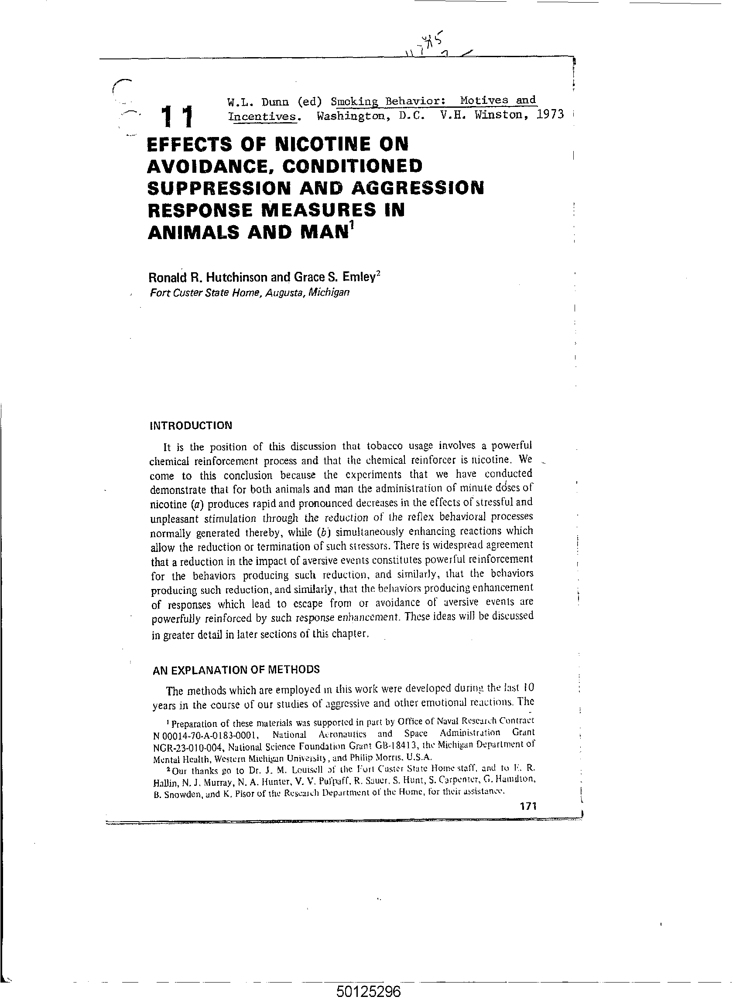 11745
W.L. Dunn (ed) Smoking Behavior: Motives and
11 Incentives. Washington, D.C. V.H. Winston, 1973
EFFECTS OF NICOTINE ON
AVOIDANCE, CONDITIONED
SUPPRESSION AND AGGRESSION
RESPONSE MEASURES IN
ANIMALS AND MAN¹
Ronald R. Hutchinson and Grace S. Emley²
Fort Custer State Home, Augusta, Michigan
INTRODUCTION
It is the position of this discussion that tobacco usage involves a powerful
chemical reinforcement process and that the chemical reinforcer is nicotine. We
come to this conclusion because the experiments that we have conducted
demonstrate that for both animals and man the administration of minute doses of
nicotine (a) produces rapid and pronounced decreases in the effects of stressful and
unpleasant stimulation through the reduction of the reflex behavioral processes
normally generated thereby, while (b) simultaneously enhancing reactions which
allow the reduction or termination of such stressors. There is widespread agreement
that a reduction in the impact of aversive events constitutes powerful reinforcement
for the behaviors producing such reduction, and similarly, that the behaviors
producing such reduction, and similarly, that the behaviors producing enhancement
of responses which lead to escape from or avoidance of aversive events are
powerfully reinforced by such response enhancement. These ideas will be discussed
in greater detail in later sections of this chapter.
AN EXPLANATION OF METHODS
The methods which are employed in this work were developed during the last 10
years in the course of our studies of aggressive and other emotional reactions. The
¹ Preparation of these materials was supported in part by Office of Naval Research Contract
N 00014-70-A-0183-0001, National Aeronautics and Space Administration Grant
NGR-23-010-004, National Science Foundation Grant GB-18413, the Michigan Department of
Mental Health, Western Michigan University, and Philip Morris, U.S.A.
² Our thanks go to Dr. J. M. Loutsell of the Fort Custer State Home staff, and to E. R.
Hallin, N. J. Murray, N. A. Hunter, V. V. Pufpaff, R. Sauer, S. Hunt, S. Carpenter, G. Hamilton,
B. Snowden, and K. Pisor of the Research Department of the Home, for their assistance.
171
50125296